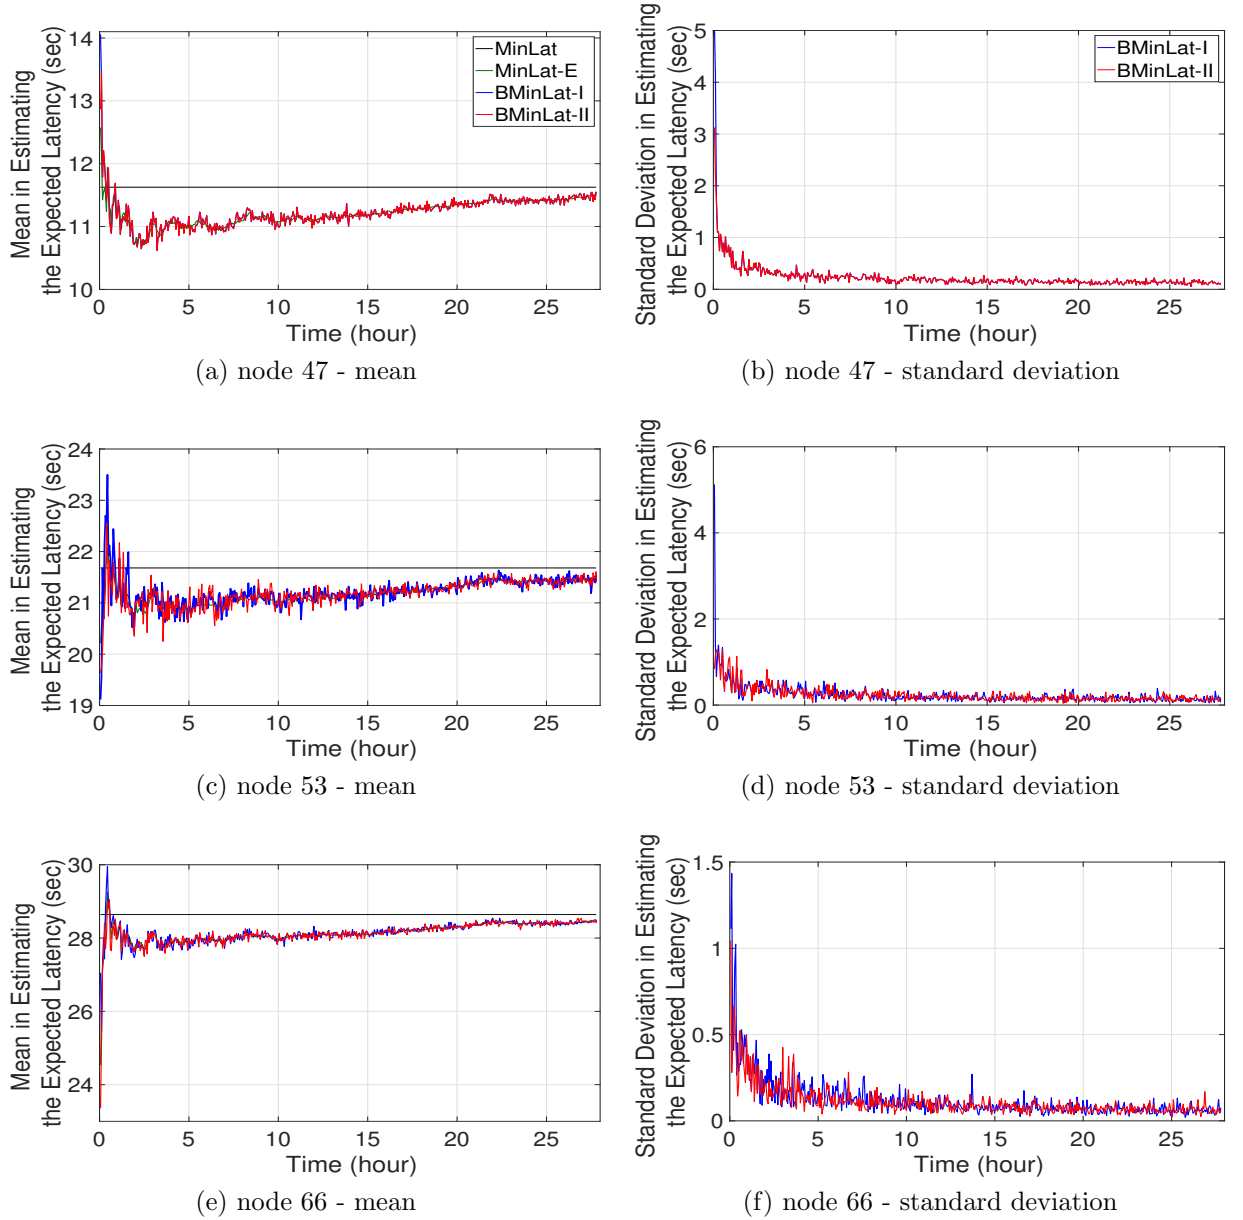 Mean in Estimating
the Expected Latency (sec)
15
14
13
12
11
10
0
5
10
15
20
25
Time (hour)
MinLat
MinLat-E
BMinLat-I
BMinLat-II
(a) node 47 - mean
Standard Deviation in Estimating
the Expected Latency (sec)
5
4
3
2
1
0
0
5
10
15
20
25
Time (hour)
BMinLat-I
BMinLat-II
(b) node 47 - standard deviation
Mean in Estimating
the Expected Latency (sec)
24
23
22
21
20
19
0
5
10
15
20
25
Time (hour)
(c) node 53 - mean
Standard Deviation in Estimating
the Expected Latency (sec)
6
4
2
0
0
5
10
15
20
25
Time (hour)
(d) node 53 - standard deviation
Mean in Estimating
the Expected Latency (sec)
30
28
26
24
0
5
10
15
20
25
Time (hour)
(e) node 66 - mean
Standard Deviation in Estimating
the Expected Latency (sec)
1.5
1
0.5
0
0
5
10
15
20
25
Time (hour)
(f) node 66 - standard deviation